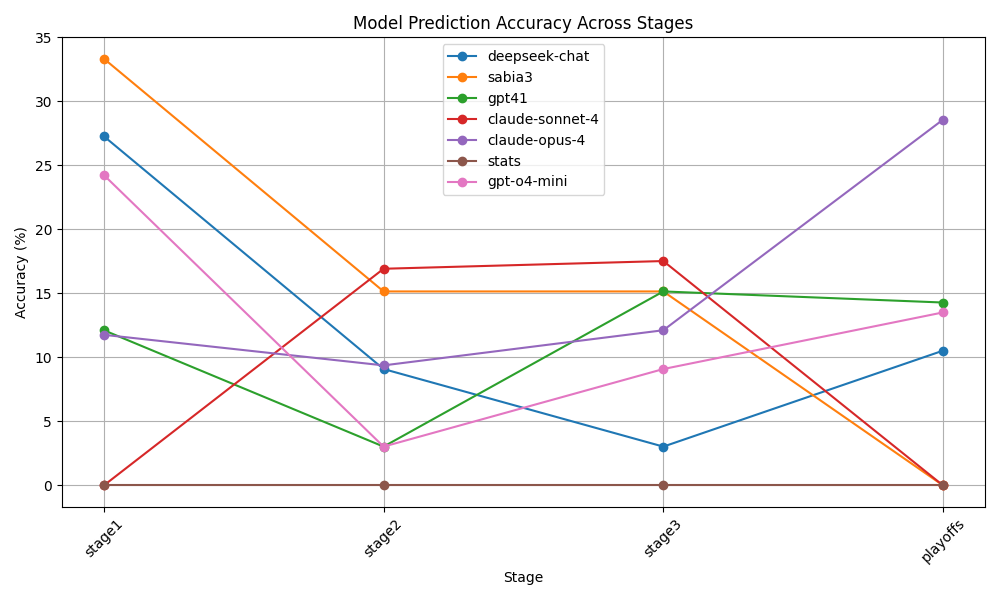 Model Prediction Accuracy Across Stages
deepseek-chat
sabia3
gpt41
claude-sonnet-4
claude-opus-4
stats
gpt-o4-mini
Accuracy (%)
35
30
25
20
15
10
5
0
stage1
stage2
stage3
playoffs
Stage